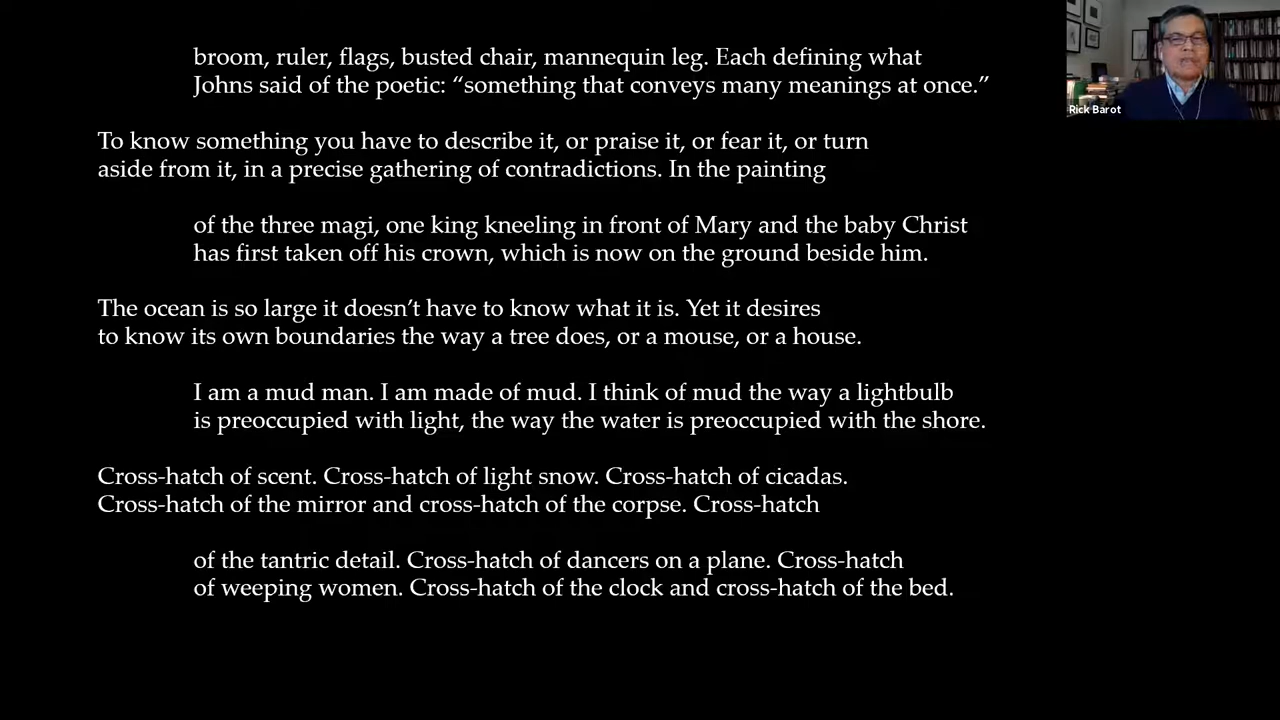 broom, ruler, flags, busted chair, mannequin leg. Each defining what
Johns said of the poetic: “something that conveys many meanings at once.”
To know something you have to describe it, or praise it, or fear it, or turn
aside from it, in a precise gathering of contradictions. In the painting
of the three magi, one king kneeling in front of Mary and the baby Christ
has first taken off his crown, which is now on the ground beside him.
The ocean is so large it doesn’t have to know what it is. Yet it desires
to know its own boundaries the way a tree does, or a mouse, or a house.
I am a mud man. I am made of mud. I think of mud the way a lightbulb
is preoccupied with light, the way the water is preoccupied with the shore.
Cross-hatch of scent. Cross-hatch of light snow. Cross-hatch of cicadas.
Cross-hatch of the mirror and cross-hatch of the corpse. Cross-hatch
of the tantric detail. Cross-hatch of dancers on a plane. Cross-hatch
of weeping women. Cross-hatch of the clock and cross-hatch of the bed.
Rick Barot